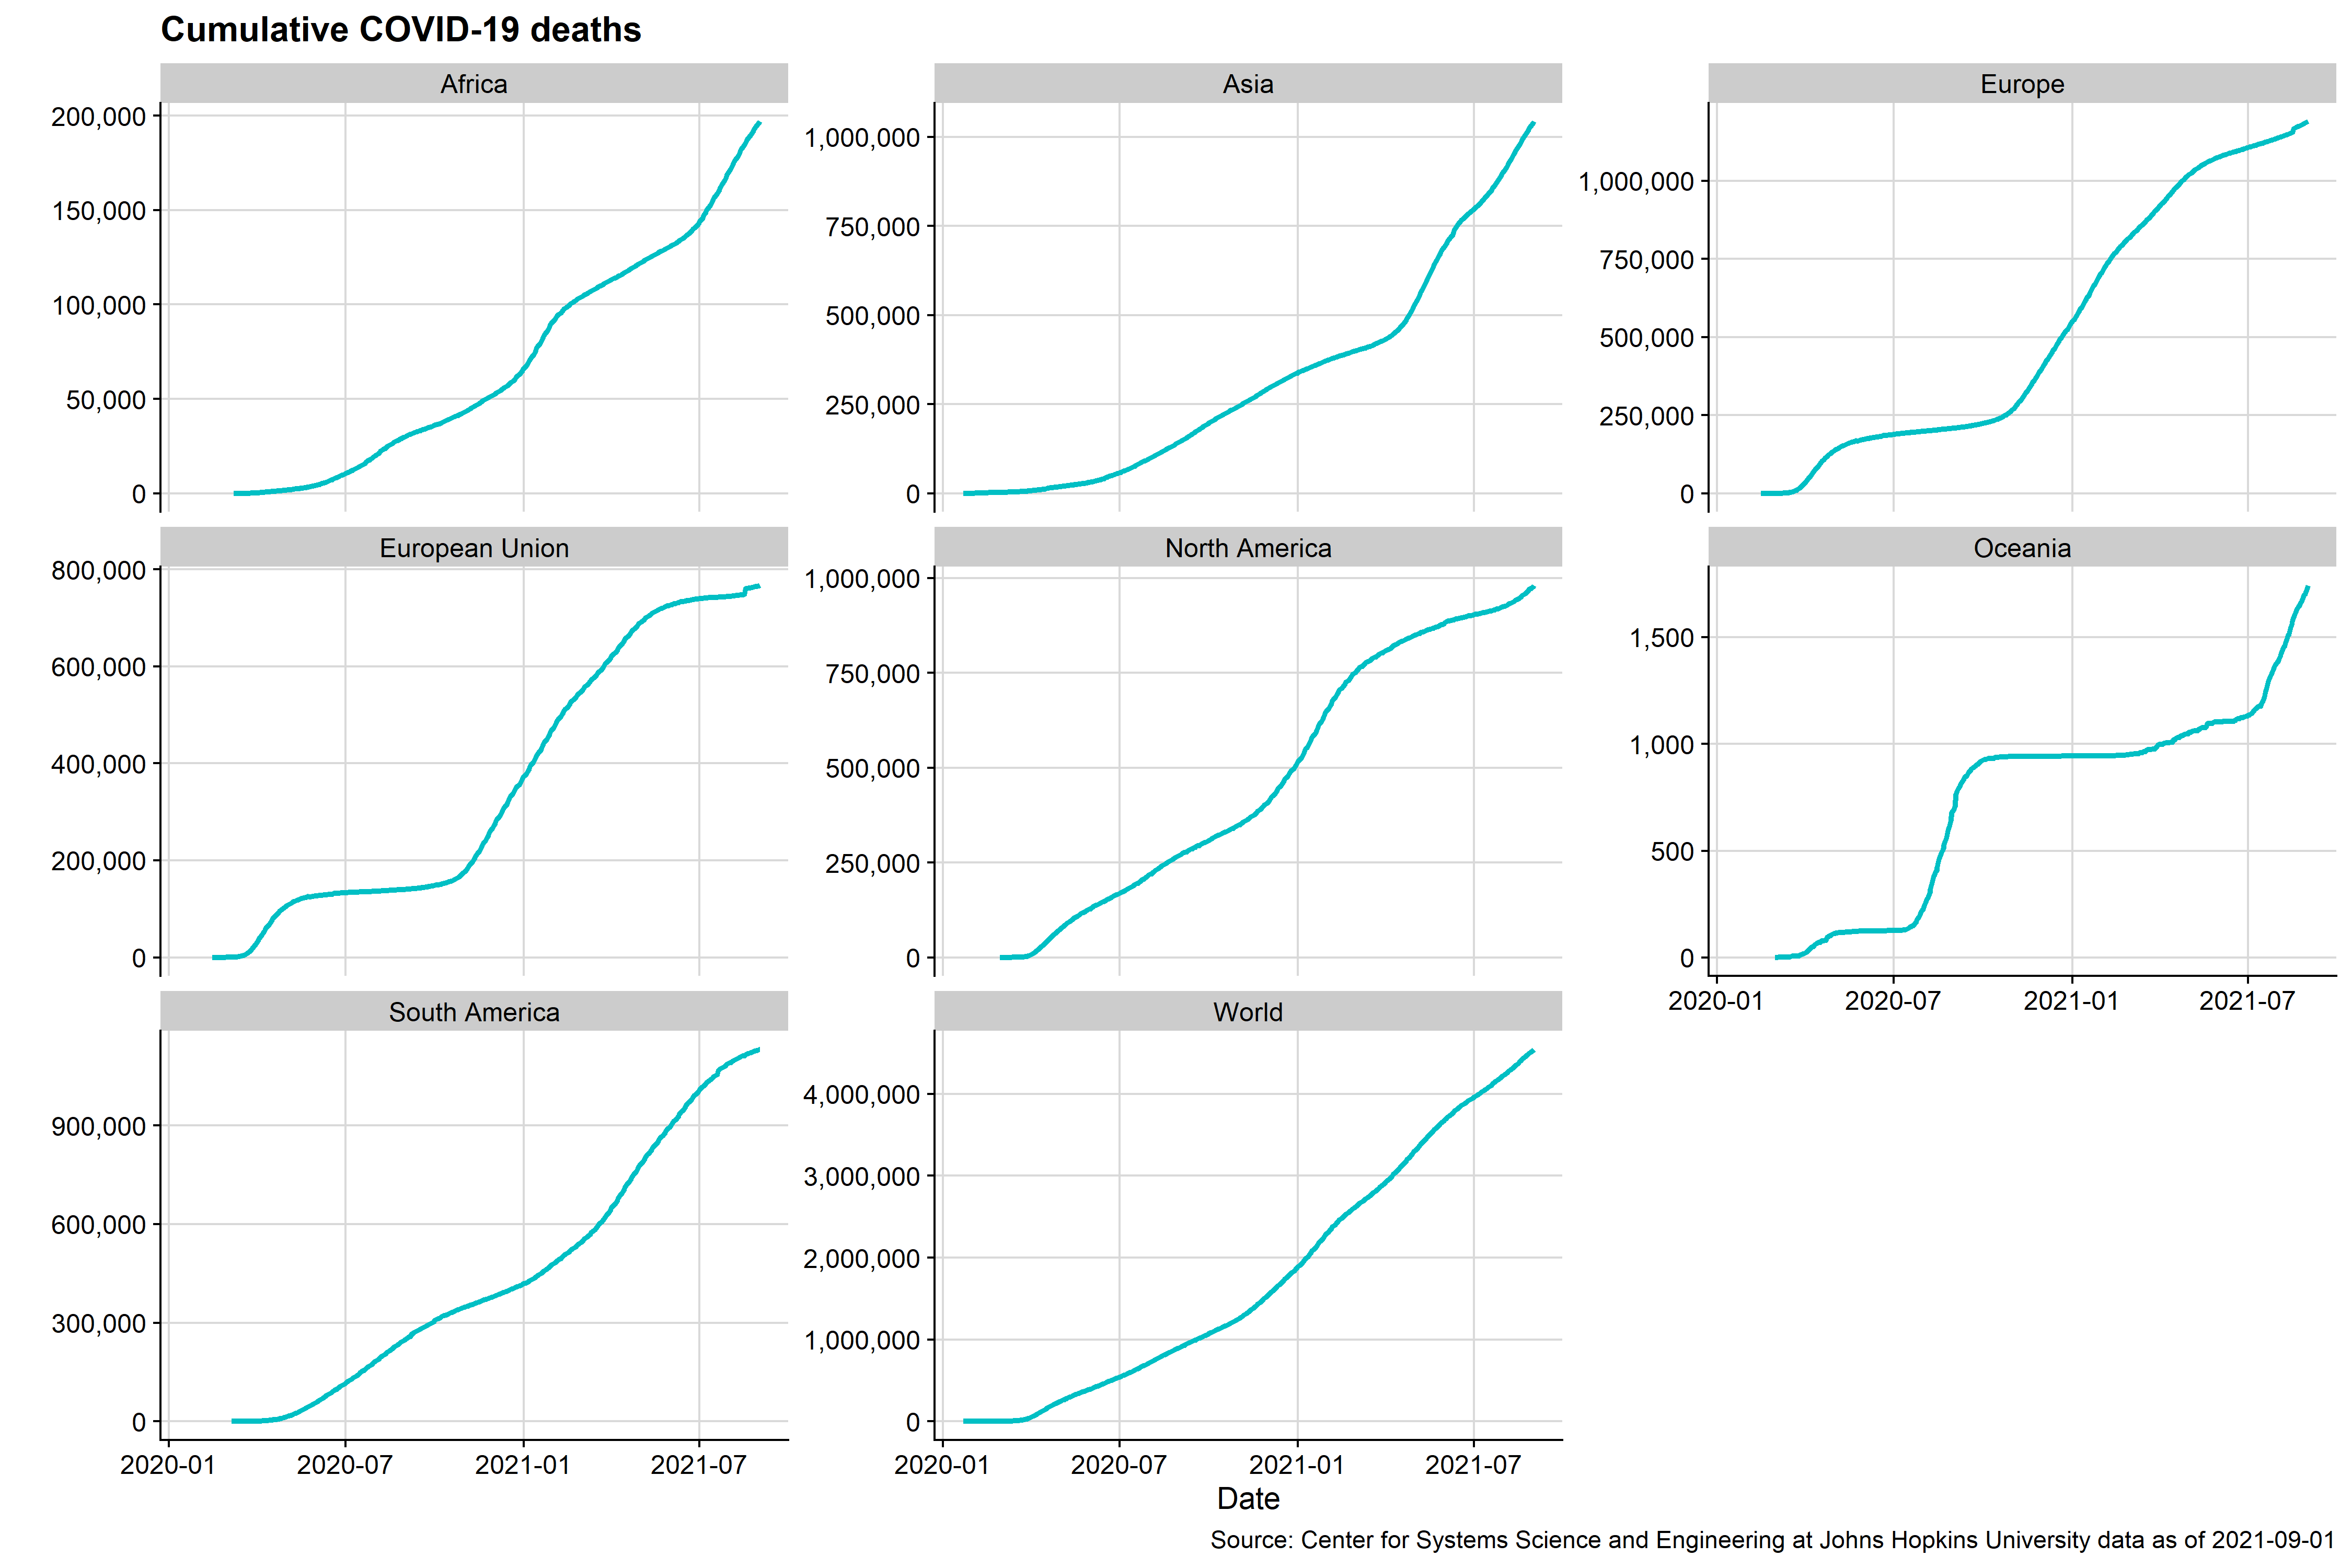 Cumulative COVID-19 deaths
Africa
200,000
150,000
100,000
50,000
0
Asia
1,000,000
750,000
500,000
250,000
0
Europe
1,000,000
750,000
500,000
250,000
0
European Union
800,000
600,000
400,000
200,000
0
North America
1,000,000
750,000
500,000
250,000
0
Oceania
1,500
1,000
500
0
2020-01 2020-07 2021-01 2021-07
South America
900,000
600,000
300,000
0
2020-01 2020-07 2021-01 2021-07
World
4,000,000
3,000,000
2,000,000
1,000,000
0
2020-01 2020-07 2021-01 2021-07
Date
Source: Center for Systems Science and Engineering at Johns Hopkins University data as of 2021-09-01